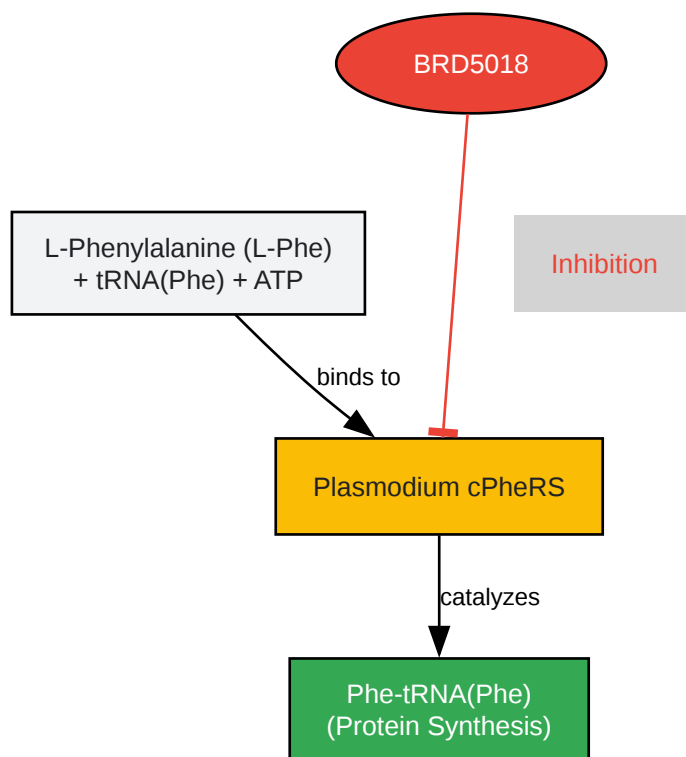 BRD5018
L-Phenylalanine (L-Phe)
+ tRNA(Phe) + ATP
Inhibition
binds to
Plasmodium cPheRS
catalyzes
Phe-tRNA(Phe)
(Protein Synthesis)